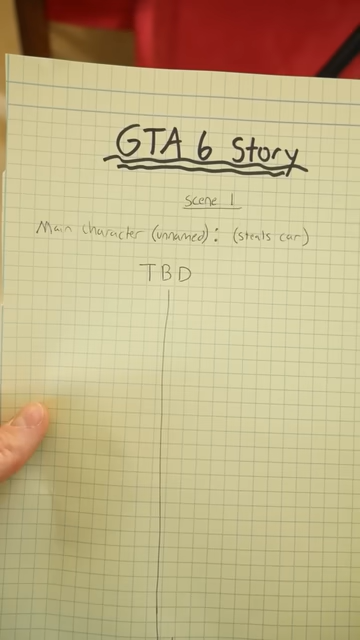 GTA 6 Story
Scene 1
Main character (unnamed): (steals car)
TBD